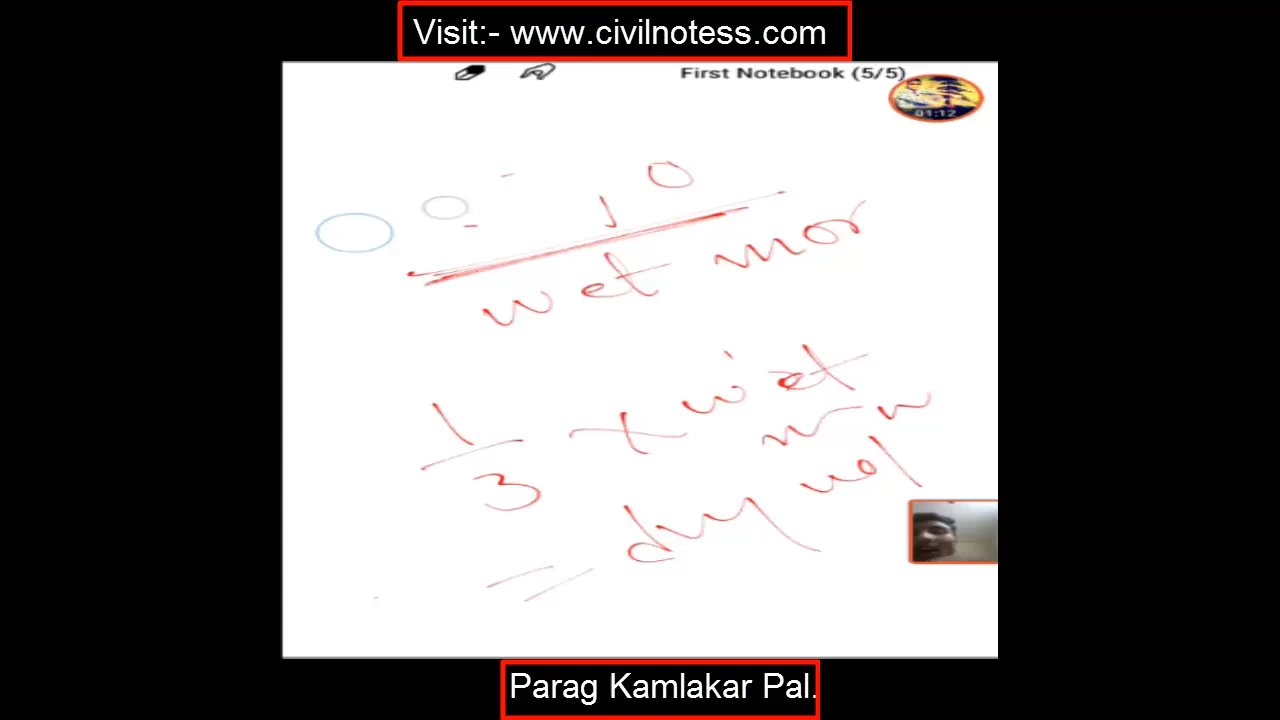 Visit:- www.civilnotess.com
First Notebook (5/5)
01:12
10
wet mor
1 x wet
3
= dry vol
Parag Kamlakar Pal.